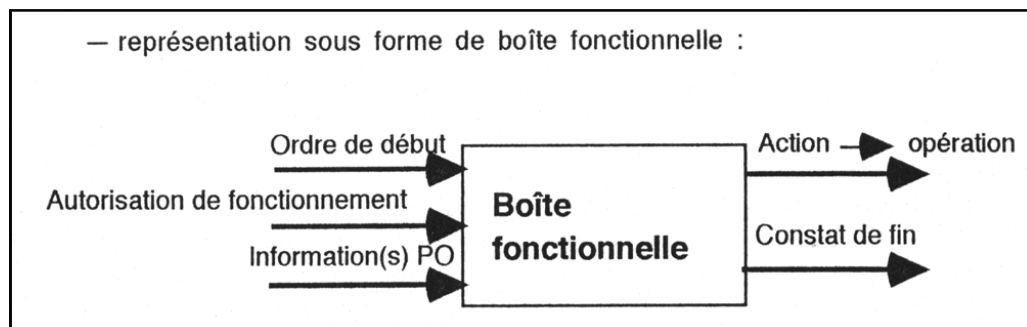 — représentation sous forme de boîte fonctionnelle :
Ordre de début
Autorisation de fonctionnement
Information(s) PO
Boîte
fonctionnelle
Action → opération
Constat de fin